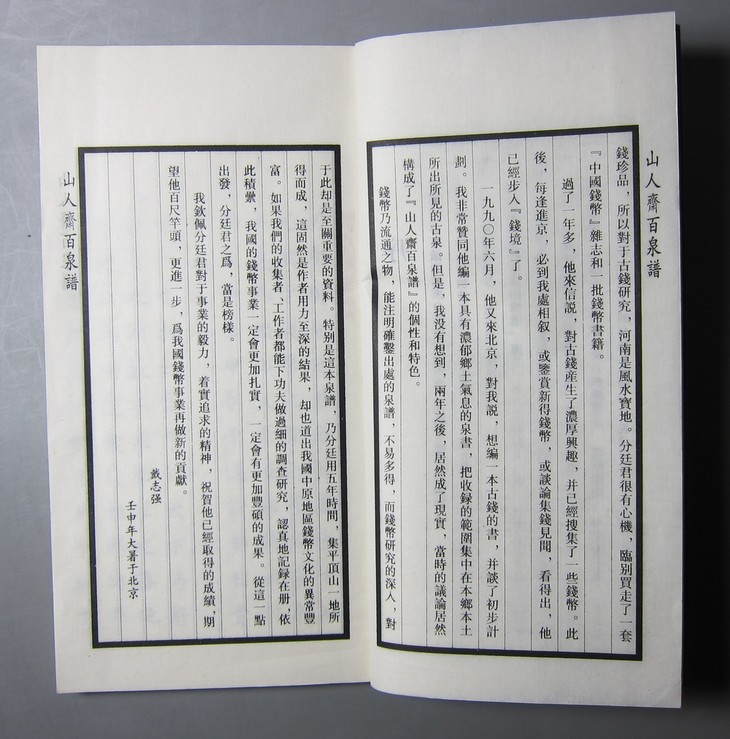 山人齋百泉譜
錢珍品，所以對于古錢研究，河南是風水寶地。分廷君很有心機，臨別買走了一套
『中國錢幣』雜志和一批錢幣書籍。
過了一年多，他來信説，對古錢産生了濃厚興趣，并已經搜集了一些錢幣。此
後，每逢進京，必到我處相叙，或鑒賞新得錢幣，或談論集錢見聞，看得出，他
已經步入『錢境』了。
一九九〇年六月，他又來北京，對我説，想編一本古錢的書，并談了初步計
劃。我非常贊同他編一本具有濃郁鄉土氣息的泉書，把收録的範圍集中在本鄉本土
所出所見的古泉。但是，我没有想到，兩年之後，居然成了現實，當時的議論居然
構成了『山人齋百泉譜』的個性和特色。
錢幣乃流通之物，能注明確鑿出處的泉譜，不易多得，而錢幣研究的深入，對
于此却是至關重要的資料。特别是這本泉譜，乃分廷用五年時間，集平頂山一地所
得而成，這固然是作者用力至深的結果，却也道出我國中原地區錢幣文化的異常豐
富。如果我們的收集者、工作者都能下功夫做過細的調查研究，認真地記録在册，依
此積纍，我國的錢幣事業一定會更加扎實，一定會有更加豐碩的成果。從這一點
出發，分廷君之爲，當是榜樣。
我欽佩分廷君對于事業的毅力，着實追求的精神，祝賀他已經取得的成績，期
望他百尺竿頭，更進一步，爲我國錢幣事業再做新的貢獻。
戴志强
壬申年大暑于北京
山人齋百泉譜